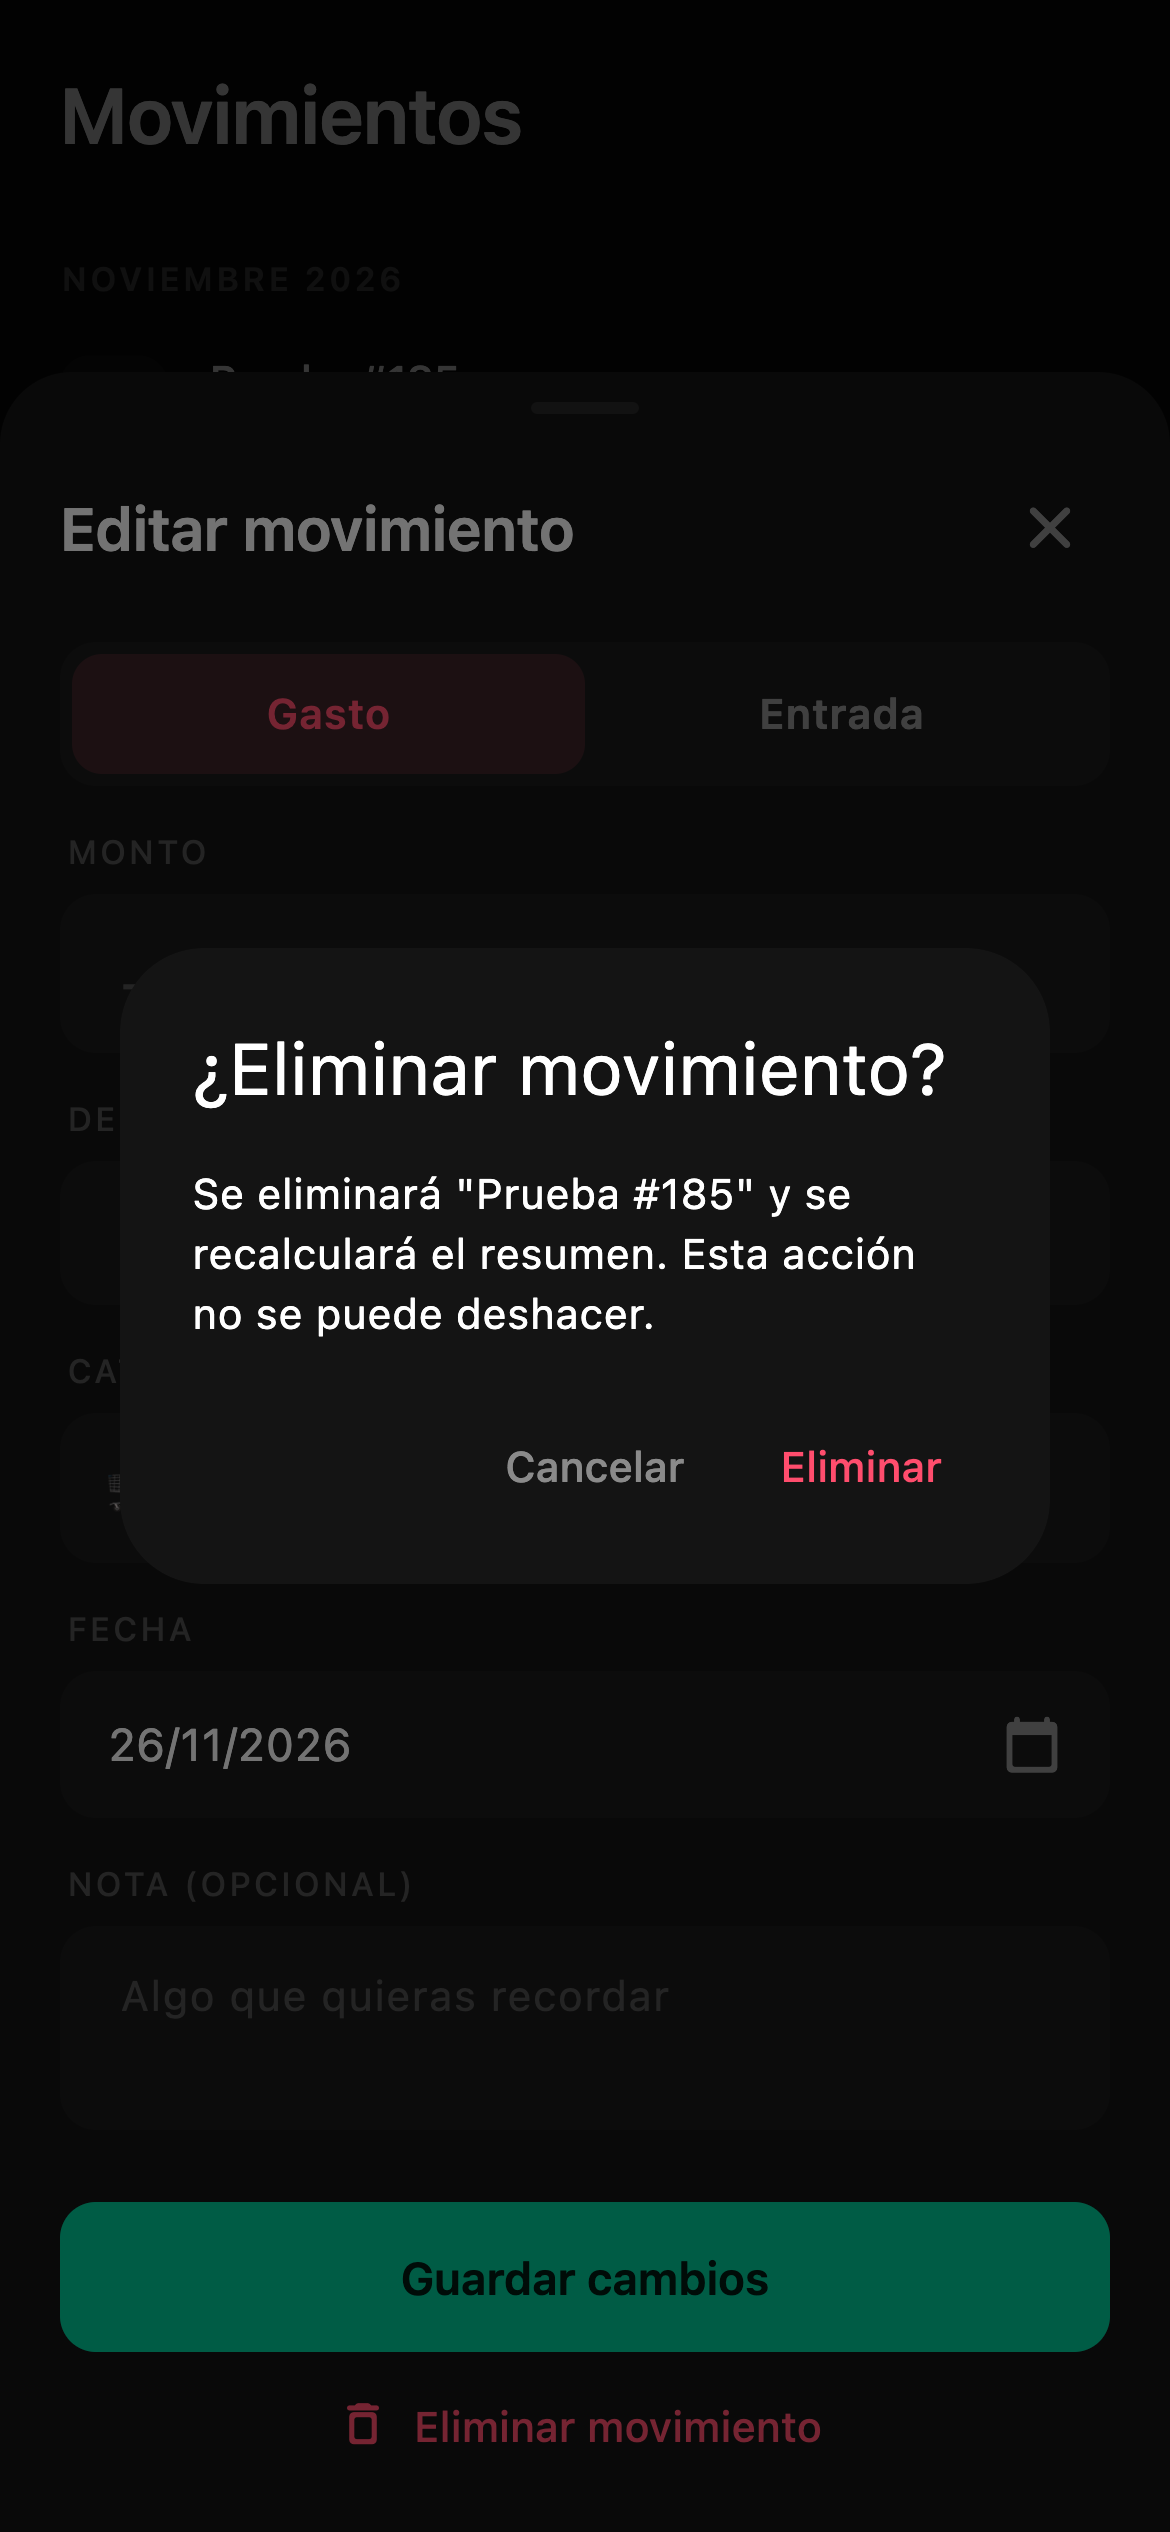 Movimientos
NOVIEMBRE 2026
Editar movimiento
Gasto
Entrada
MONTO
¿Eliminar movimiento?
Se eliminará "Prueba #185" y se
recalculará el resumen. Esta acción
no se puede deshacer.
Cancelar
Eliminar
FECHA
26/11/2026
NOTA (OPCIONAL)
Algo que quieras recordar
Guardar cambios
Eliminar movimiento